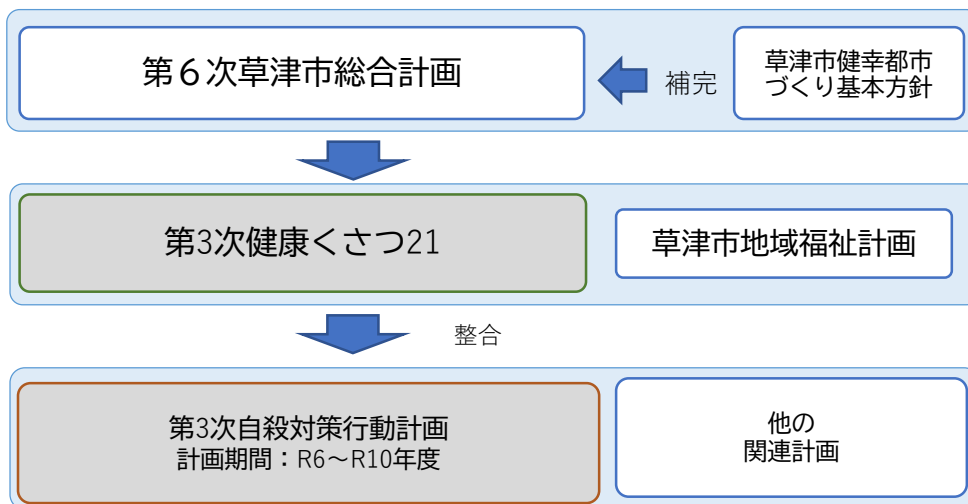 第６次草津市総合計画
補完
草津市健幸都市
づくり基本方針
第3次健康くさつ21
草津市地域福祉計画
整合
第3次自殺対策行動計画
計画期間：R6～R10年度
他の
関連計画